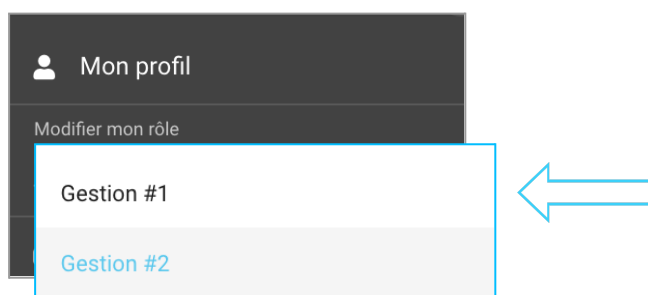 Mon profil
Modifier mon rôle
Gestion #1
Gestion #2